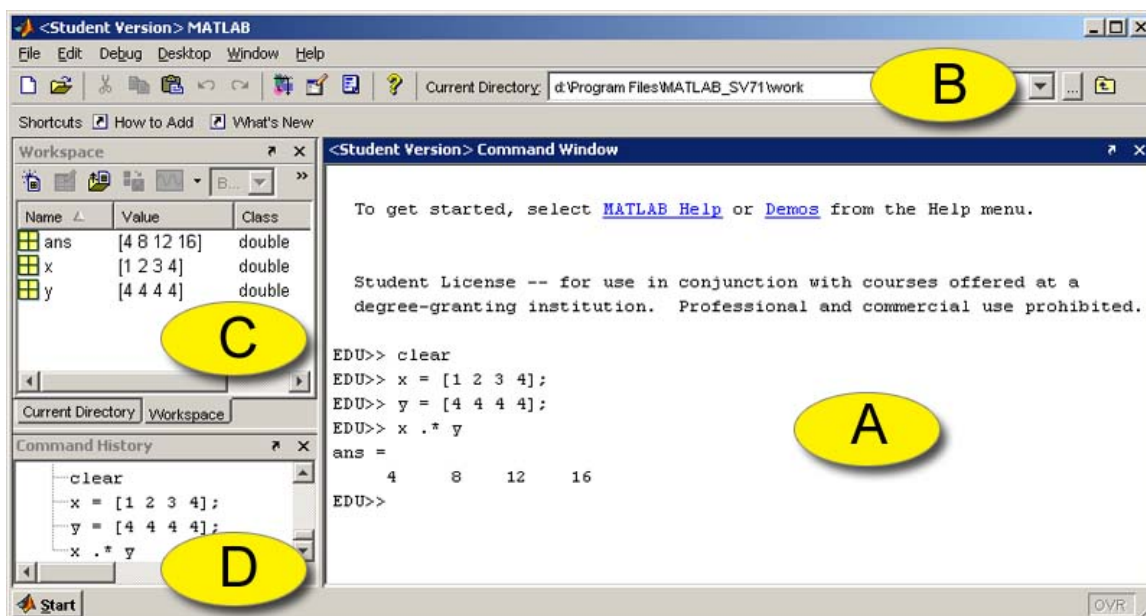 <Student Version> MATLAB
File Edit Debug Desktop Window Help
Current Directory: d:\Program Files\MATLAB_SV71\work
B
Shortcuts How to Add What's New
Workspace
B...
Name Value Class
ans [4 8 12 16] double
x [1 2 3 4] double
y [4 4 4 4] double
C
Current Directory Workspace
Command History
clear
x = [1 2 3 4];
y = [4 4 4 4];
x .* y
D
<Student Version> Command Window
To get started, select MATLAB Help or Demos from the Help menu.
Student License -- for use in conjunction with courses offered at a
degree-granting institution. Professional and commercial use prohibited.
EDU>> clear
EDU>> x = [1 2 3 4];
EDU>> y = [4 4 4 4];
EDU>> x .* y
ans =
4 8 12 16
EDU>>
A
Start
OVR